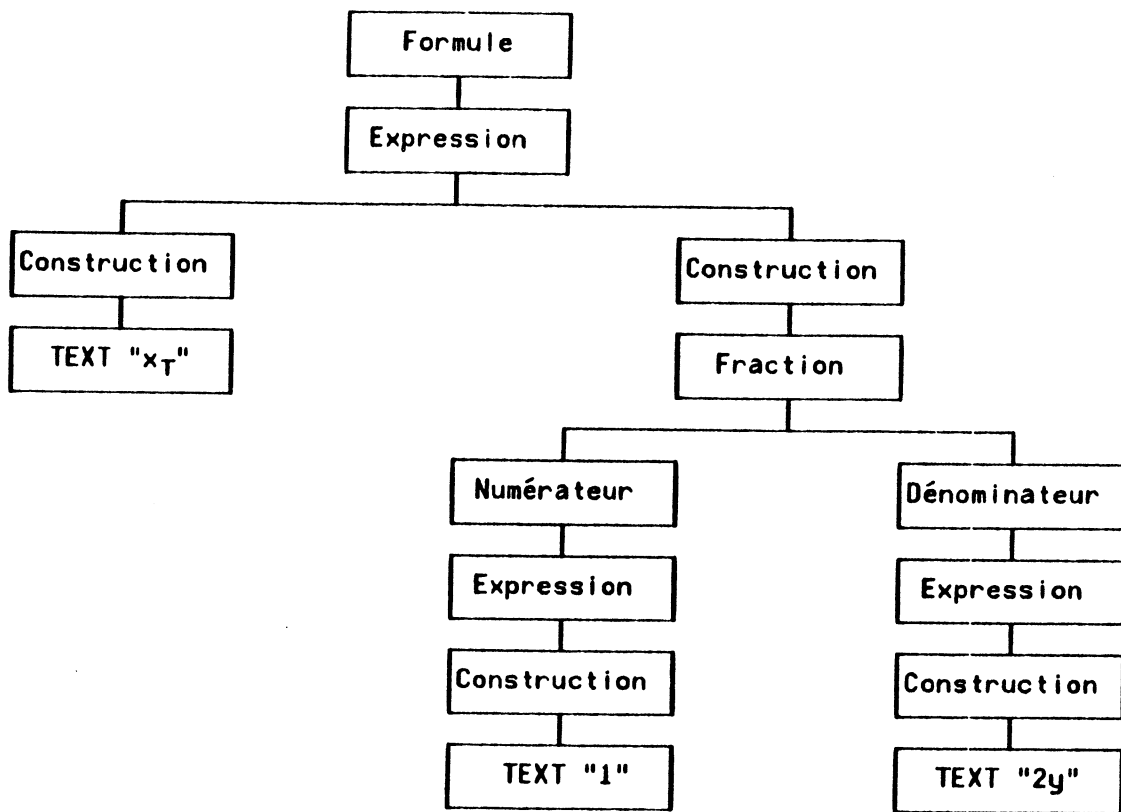 Formule
Expression
Construction
Construction
TEXT "x_T"
Fraction
Numérateur
Dénominateur
Expression
Expression
Construction
Construction
TEXT "1"
TEXT "2y"